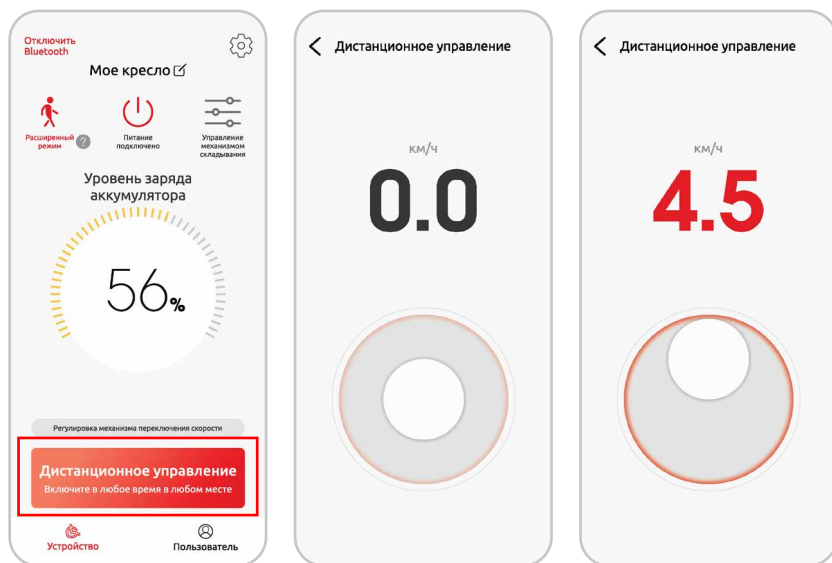 Отключить
Bluetooth
Мое кресло
Расширенный
режим
?
Питание
подключено
Управление
механизмом
складывания
Уровень заряда
аккумулятора
56%
Регулировка механизма переключения скорости
Дистанционное управление
Включите в любое время в любом месте
Устройство
Пользователь
Дистанционное управление
км/ч
0.0
Дистанционное управление
км/ч
4.5